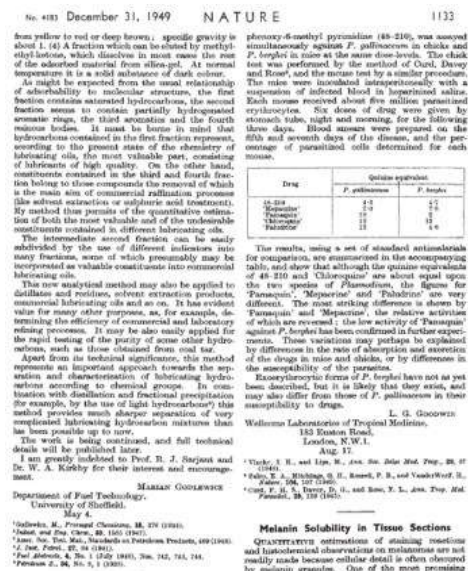 No. 4183 December 31, 1949 NATURE 1133
from yellow to red or deep brown; specific gravity is
about 1. (4) A fraction which can be eluted by methyl-
ethyl-ketone, which dissolves in most cases the rest
of the adsorbed material from silica-gel. At normal
temperature it is a solid substance of dark colour.
As might be expected from the usual relationship
of adsorbability to molecular structure, the first
fraction contains saturated hydrocarbons, the second
fraction seems to contain partially hydrogenated
aromatic rings, the third aromatics and the fourth
resinous bodies. It must be borne in mind that
hydrocarbons contained in the first fraction represent,
according to the present state of the chemistry of
lubricating oils, the most valuable part, consisting
of lubricants of high quality. On the other hand,
constituents contained in the third and fourth frac-
tion belong to those compounds the removal of which
is the main aim of commercial raffination processes
(like solvent extraction or sulphuric acid treatment).
My method thus permits of the quantitative estima-
tion of both the most valuable and of the undesirable
constituents contained in different lubricating oils.
The intermediate second fraction can be easily
subdivided by the use of different indicators into
many fractions, some of which presumably may be
incorporated as valuable constituents into commercial
lubricating oils.
This new analytical method may also be applied to
distillates and residues, solvent extraction products,
commercial lubricating oils and so on. It has evident
value for many other purposes, as, for example, de-
termining the efficiency of commercial and laboratory
refining processes. It may be also easily applied for
the rapid testing of the purity of some other hydro-
carbons, such as those obtained from coal tar.
Apart from its technical significance, this method
represents an important approach towards the sep-
aration and characterization of lubricating hydro-
carbons according to chemical groups. In com-
bination with distillation and fractional precipitation
(for example, by the use of light hydrocarbons) this
method provides much sharper separation of very
complicated lubricating hydrocarbon mixtures than
has been possible up to now.
The work is being continued, and full technical
details will be published later.
I am greatly indebted to Prof. R. J. Sarjant and
Dr. W. A. Kirkby for their interest and encourage-
ment.
MARIAN GODLEWICZ
Department of Fuel Technology,
University of Sheffield.
May 4.
phenoxy-6-methyl pyrimidine (48-210), was assayed
simultaneously against P. gallinaceum in chicks and
P. berghei in mice at the same dose-levels. The chick
test was performed by the method of Curd, Davey
and Rose, and the mouse test by a similar procedure.
The mice were inoculated intraperitoneally with a
suspension of infected blood in heparinized saline.
Each mouse received about five million parasitized
erythrocytes. Six doses of drug were given by
stomach tube, night and morning, for the following
three days. Blood smears were prepared on the
fifth and seventh days of the disease, and the per-
centage of parasitized cells determined for each
mouse.
Drug Quinine equivalent
P. gallinaceum P. berghei
48-210
'Mepacrine'
'Pamaquin'
'Chloroquine'
'Paludrine'
The results, using a set of standard antimalarials
for comparison, are summarized in the accompanying
table, and show that although the quinine equivalents
of 48-210 and 'Chloroquine' are about equal upon
the two species of Plasmodium, the figures for
'Pamaquin', 'Mepacrine' and 'Paludrine' are very
different. The most striking difference is shown by
'Pamaquin' and 'Mepacrine', the relative activities
of which are reversed; the low activity of 'Pamaquin'
against P. berghei has been confirmed in further experi-
ments. These variations may perhaps be explained
by differences in the rate of absorption and excretion
of the drugs in mice and chicks, or by differences in
the susceptibility of the parasites.
Exoerythrocytic forms of P. berghei have not as yet
been described, but it is likely that they exist, and
may also differ from those of P. gallinaceum in their
susceptibility to drugs.
L. G. GOODWIN
Wellcome Laboratories of Tropical Medicine,
183 Euston Road,
London, N.W.1.
Aug. 17.
Melanin Solubility in Tissue Sections
QUANTITATIVE estimations of staining reactions
and histochemical observations on melanomas are not
readily made because cellular detail is often obscured
by melanin granules. One of the most promising